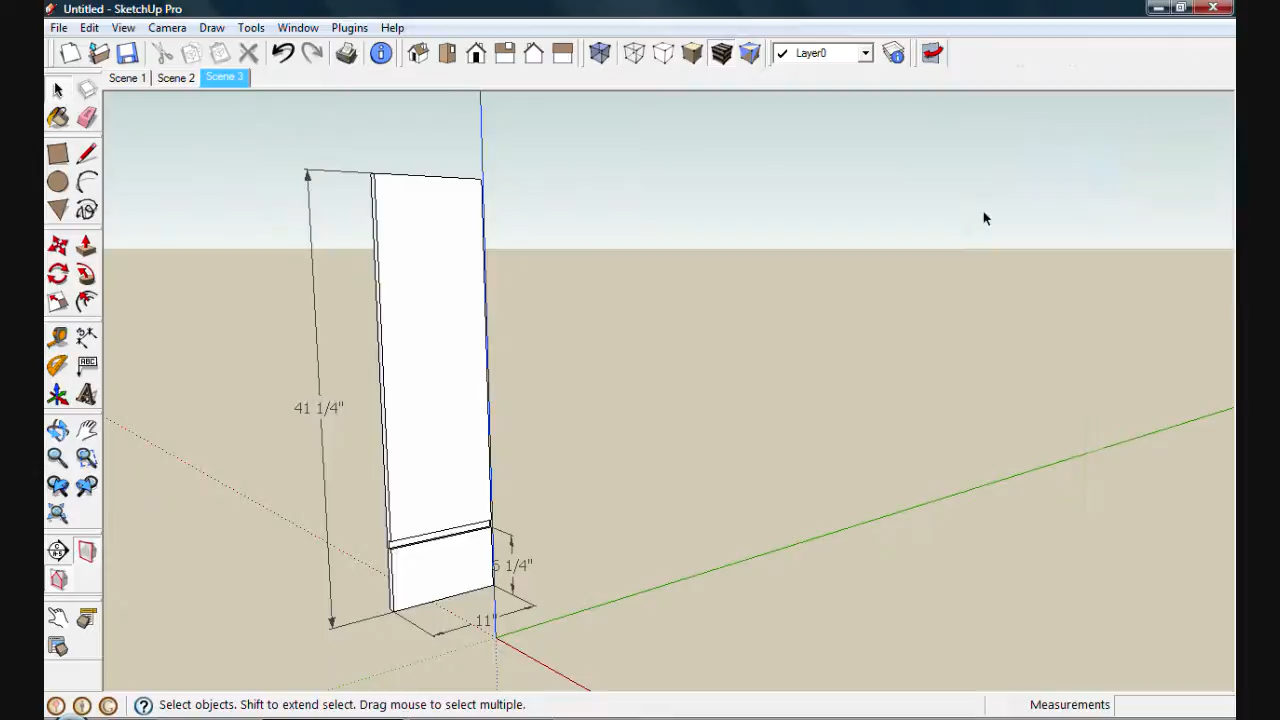 Untitled - SketchUp Pro
File Edit View Camera Draw Tools Window Plugins Help
Layer0
Scene 1 Scene 2 Scene 3
ABC
41 1/4"
1/4"
11"
Select objects. Shift to extend select. Drag mouse to select multiple.
Measurements